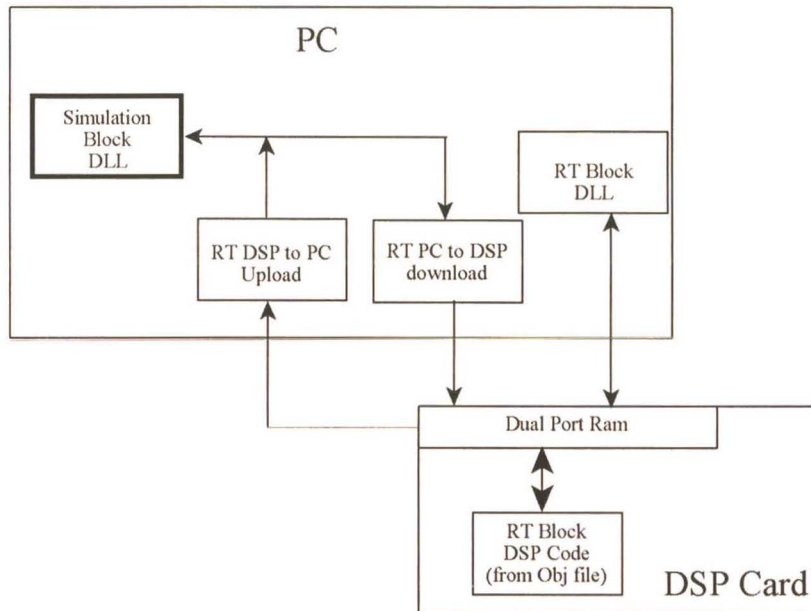 PC
Simulation
Block
DLL
RT Block
DLL
RT DSP to PC
Upload
RT PC to DSP
download
Dual Port Ram
RT Block
DSP Code
(from Obj file)
DSP Card